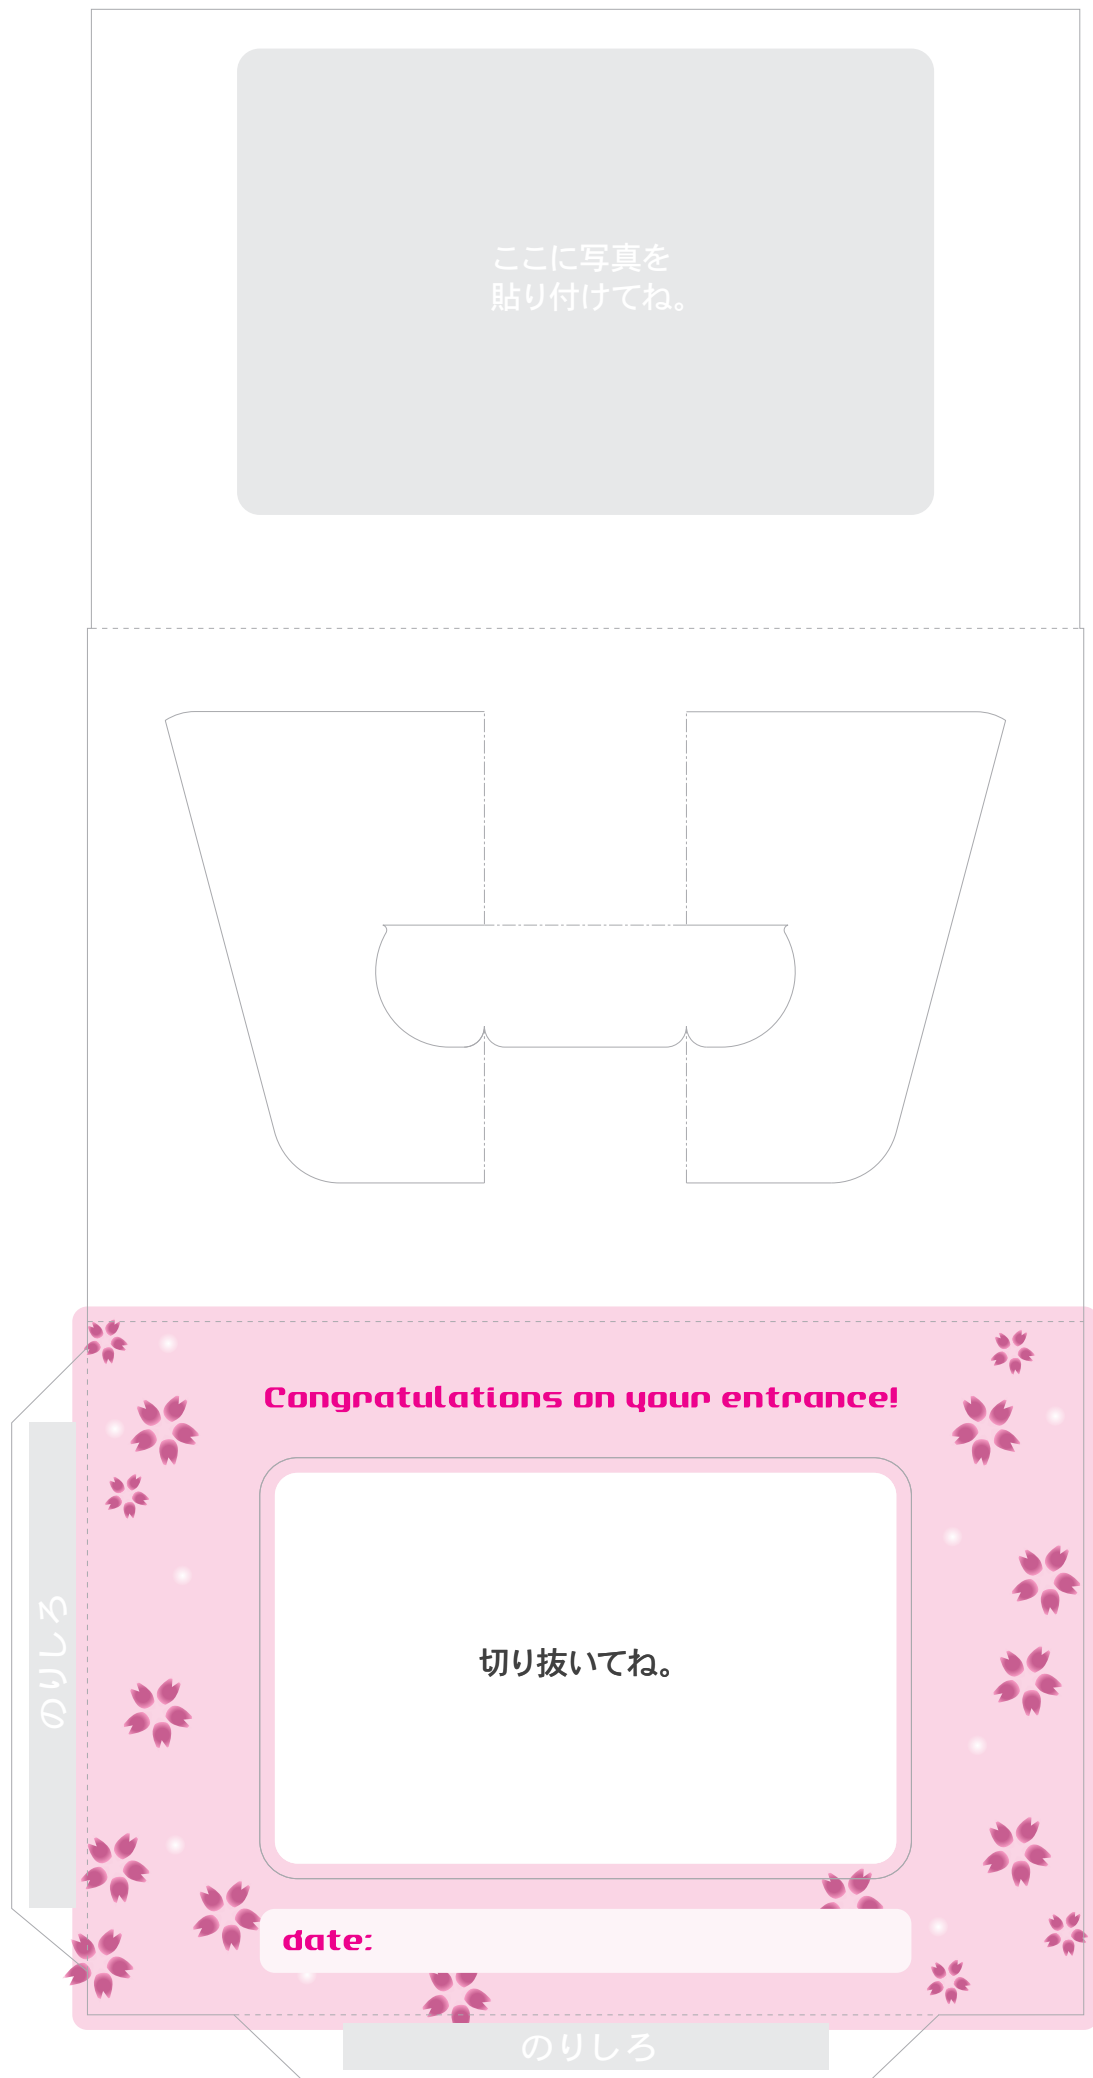 ここに写真を
貼り付けてね。
Congratulations on your entrance!
のりしろ
切り抜いてね。
date:
のりしろ